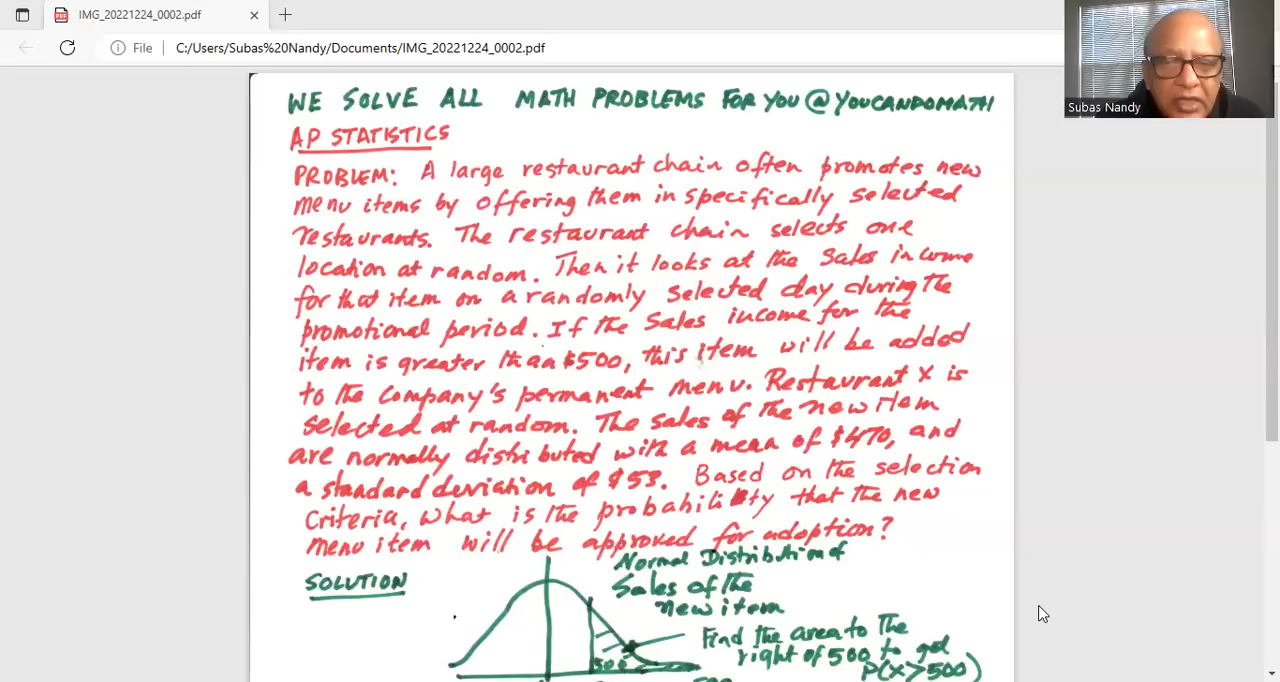 IMG_20221224_0002.pdf
File
C:/Users/Subas%20Nandy/Documents/IMG_20221224_0002.pdf
Subas Nandy
WE SOLVE ALL MATH PROBLEMS FOR YOU @ YOUCANDOMATH
AP STATISTICS
PROBLEM: A large restaurant chain often promotes new
menu items by offering them in specifically selected
restaurants. The restaurant chain selects one
location at random. Then it looks at the sales income
for that item on a randomly selected day during the
promotional period. If the sales income for the
item is greater than $500, this item will be added
to the company's permanent menu. Restaurant X is
selected at random. The sales of the new item
are normally distributed with a mean of $470, and
a standard deviation of $53. Based on the selection
criteria, what is the probability that the new
menu item will be approved for adoption?
SOLUTION
Normal Distribution of
Sales of the
new item
Find the area to the
right of 500 to get
P(X>500)
500